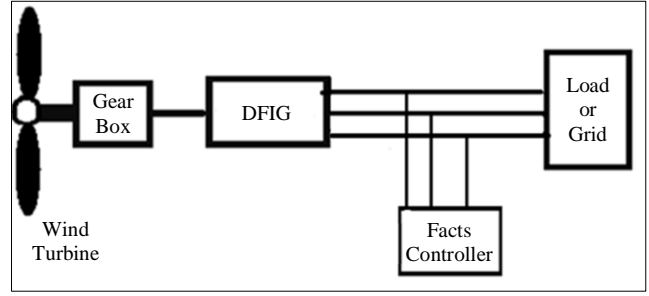 Gear
Box
DFIG
Load
or
Grid
Wind
Turbine
Facts
Controller